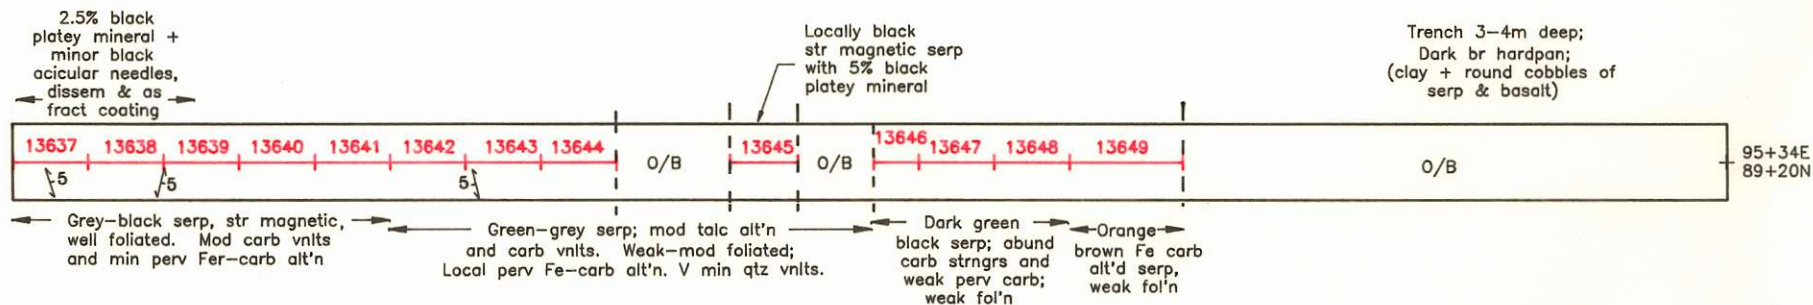 2.5% black
platey mineral +
minor black
acicular needles,
dissem & as
fract coating
Locally black
str magnetic serp
with 5% black
platey mineral
Trench 3-4m deep;
Dark br hardpan;
(clay + round cobbles of
serp & basalt)
13637 13638 13639 13640 13641 13642 13643 13644 O/B 13645 O/B 13646 13647 13648 13649 O/B
95+34E
89+20N
5 5 5
Grey-black serp, str magnetic,
well foliated. Mod carb vnlts
and min perv Fer-carb alt'n
Green-grey serp; mod talc alt'n
and carb vnlts. Weak-mod foliated;
Local perv Fe-carb alt'n. V min qtz vnlts.
Dark green
black serp; abund
carb strngrs and
weak perv carb;
weak fol'n
Orange
brown Fe carb
alt'd serp,
weak fol'n